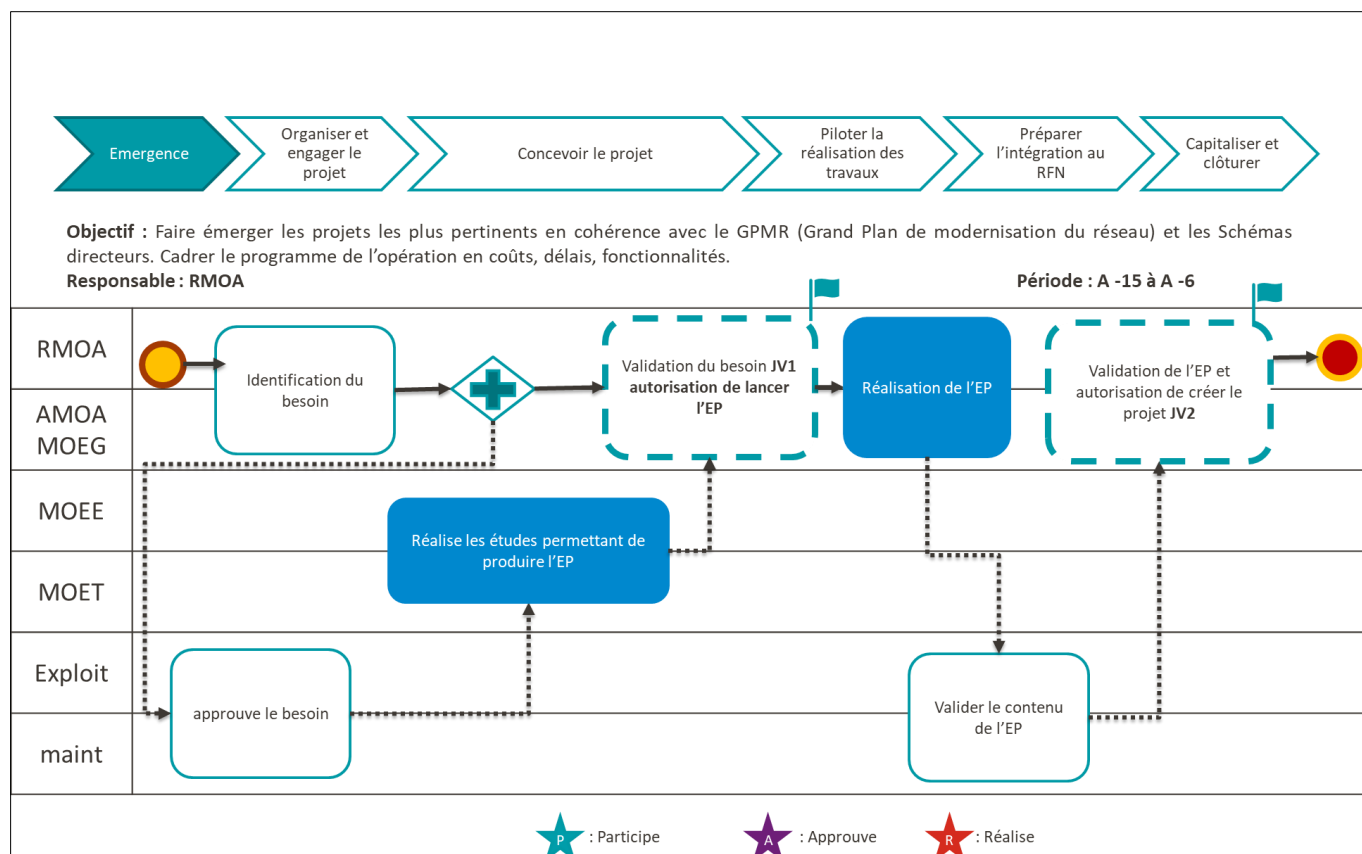 Emergence
Organiser et
engager le
projet
Concevoir le projet
Piloter la
réalisation des
travaux
Préparer
l’intégration au
RFN
Capitaliser et
clôturer
Objectif : Faire émerger les projets les plus pertinents en cohérence avec le GPMR (Grand Plan de modernisation du réseau) et les Schémas
directeurs. Cadrer le programme de l’opération en coûts, délais, fonctionnalités.
Responsable : RMOA
Période : A -15 à A -6
RMOA
Identification du
besoin
Validation du besoin JV1
autorisation de lancer
l’EP
Réalisation de l’EP
Validation de l’EP et
autorisation de créer le
projet JV2
AMOA
MOEG
MOEE
Réalise les études permettant de
produire l’EP
MOET
Exploit
approuve le besoin
Valider le contenu
de l’EP
maint
P : Participe
A : Approuve
R : Réalise